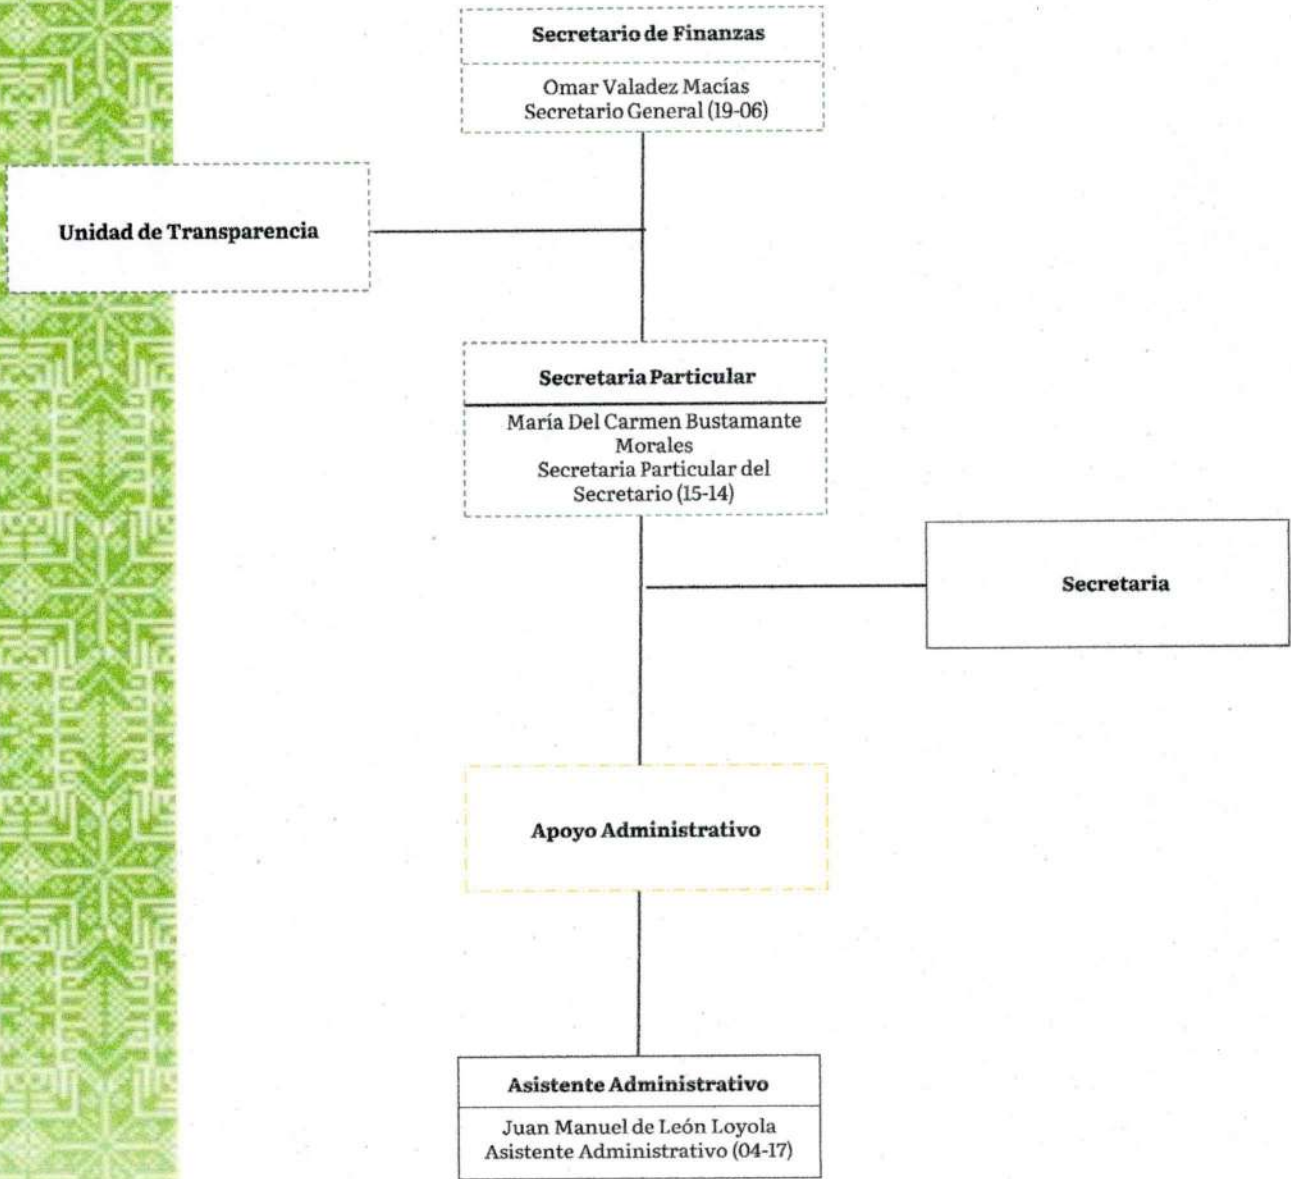 Secretario de Finanzas
Omar Valadez Macías
Secretario General (19-06)
Unidad de Transparencia
Secretaria Particular
María Del Carmen Bustamante
Morales
Secretaria Particular del
Secretario (15-14)
Secretaria
Apoyo Administrativo
Asistente Administrativo
Juan Manuel de León Loyola
Asistente Administrativo (04-17)